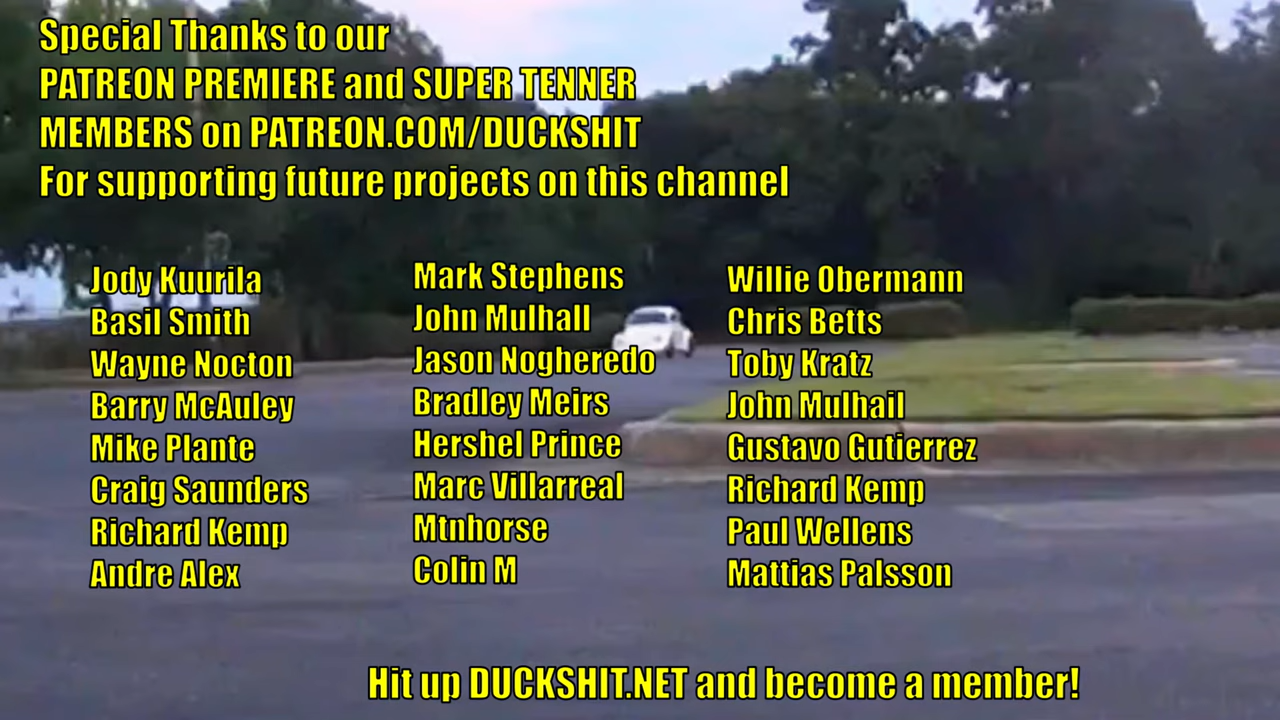 Special Thanks to our
PATREON PREMIERE and SUPER TENNER
MEMBERS on PATREON.COM/DUCKSHIT
For supporting future projects on this channel
Jody Kuurila
Basil Smith
Wayne Nocton
Barry McAuley
Mike Plante
Craig Saunders
Richard Kemp
Andre Alex
Mark Stephens
John Mulhall
Jason Nogheredo
Bradley Meirs
Hershel Prince
Marc Villarreal
Mtnhorse
Colin M
Willie Obermann
Chris Betts
Toby Kratz
John Mulhail
Gustavo Gutierrez
Richard Kemp
Paul Wellens
Mattias Palsson
Hit up DUCKSHIT.NET and become a member!